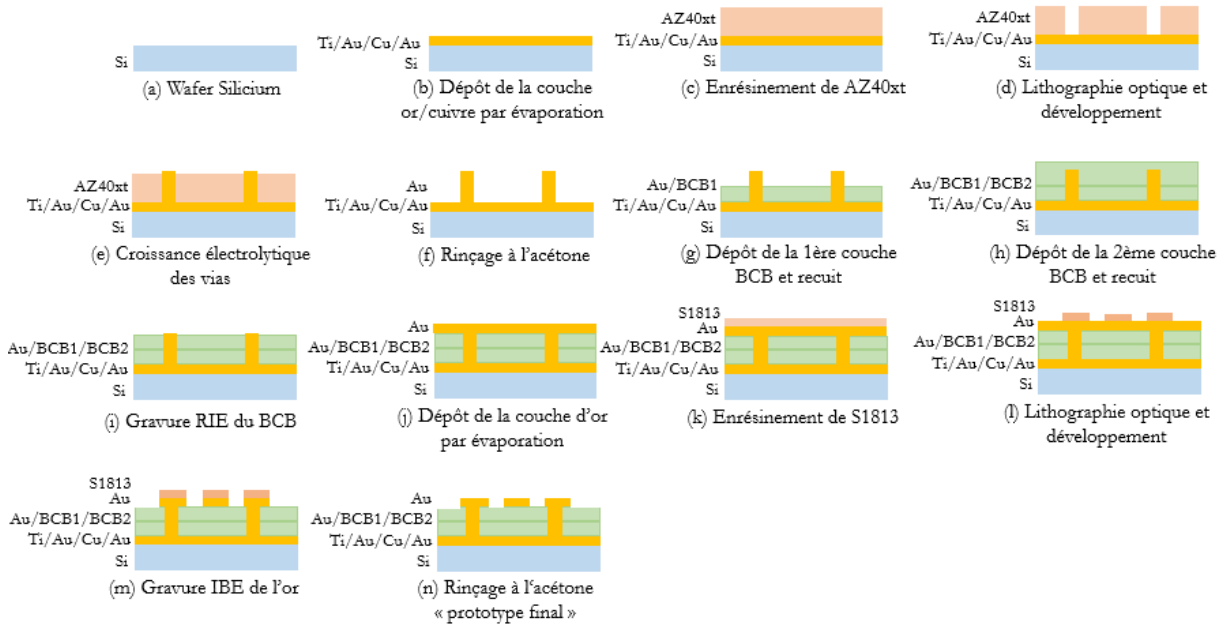 Si
(a) Wafer Silicium
Ti/Au/Cu/Au
Si
(b) Dépôt de la couche
or/cuivre par évaporation
AZ40xt
Ti/Au/Cu/Au
Si
(c) Enrésinement de AZ40xt
AZ40xt
Ti/Au/Cu/Au
Si
(d) Lithographie optique et
développement
AZ40xt
Ti/Au/Cu/Au
Si
(e) Croissance électrolytique
des vias
Au
Ti/Au/Cu/Au
Si
(f) Rinçage à l'acétone
Au/BCB1
Ti/Au/Cu/Au
Si
(g) Dépôt de la 1ère couche
BCB et recuit
Au/BCB1/BCB2
Ti/Au/Cu/Au
Si
(h) Dépôt de la 2ème couche
BCB et recuit
Au/BCB1/BCB2
Ti/Au/Cu/Au
Si
(i) Gravure RIE du BCB
Au
Au/BCB1/BCB2
Ti/Au/Cu/Au
Si
(j) Dépôt de la couche d'or
par évaporation
S1813
Au
Au/BCB1/BCB2
Ti/Au/Cu/Au
Si
(k) Enrésinement de S1813
S1813
Au
Au/BCB1/BCB2
Ti/Au/Cu/Au
Si
(l) Lithographie optique et
développement
S1813
Au
Au/BCB1/BCB2
Ti/Au/Cu/Au
Si
(m) Gravure IBE de l'or
Au
Au/BCB1/BCB2
Ti/Au/Cu/Au
Si
(n) Rinçage à l'acétone
« prototype final »